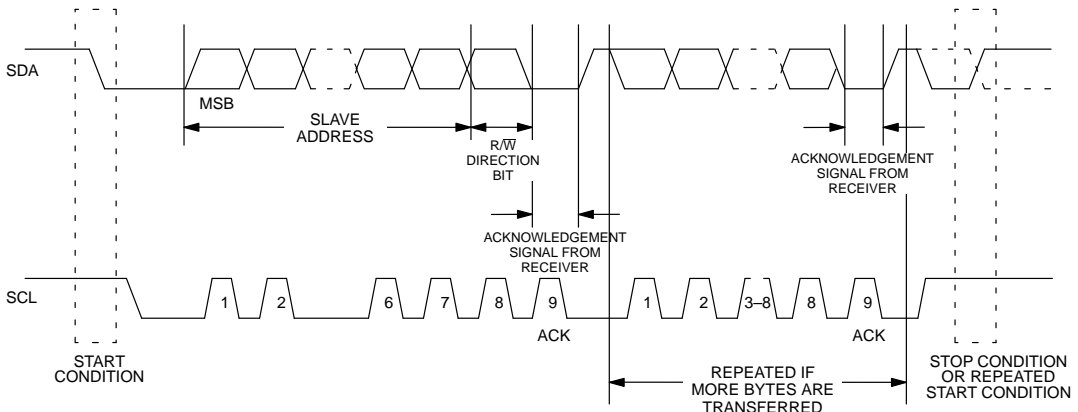 SDA
MSB
SLAVE
ADDRESS
R/W̅
DIRECTION
BIT
ACKNOWLEDGEMENT
SIGNAL FROM
RECEIVER
ACKNOWLEDGEMENT
SIGNAL FROM
RECEIVER
SCL
1 2 6 7 8 9 1 2 3–8 8 9
ACK ACK
START
CONDITION
REPEATED IF
MORE BYTES ARE
TRANSFERRED
STOP CONDITION
OR REPEATED
START CONDITION